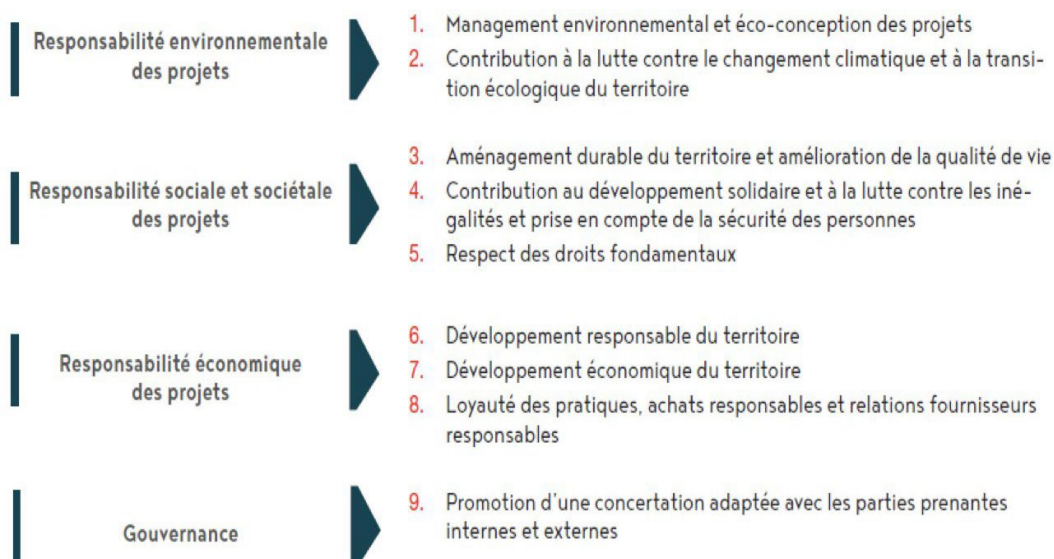 Responsabilité environnementale
des projets
1. Management environnemental et éco-conception des projets
2. Contribution à la lutte contre le changement climatique et à la transi-
tion écologique du territoire
Responsabilité sociale et sociétale
des projets
3. Aménagement durable du territoire et amélioration de la qualité de vie
4. Contribution au développement solidaire et à la lutte contre les iné-
galités et prise en compte de la sécurité des personnes
5. Respect des droits fondamentaux
Responsabilité économique
des projets
6. Développement responsable du territoire
7. Développement économique du territoire
8. Loyauté des pratiques, achats responsables et relations fournisseurs
responsables
Gouvernance
9. Promotion d'une concertation adaptée avec les parties prenantes
internes et externes